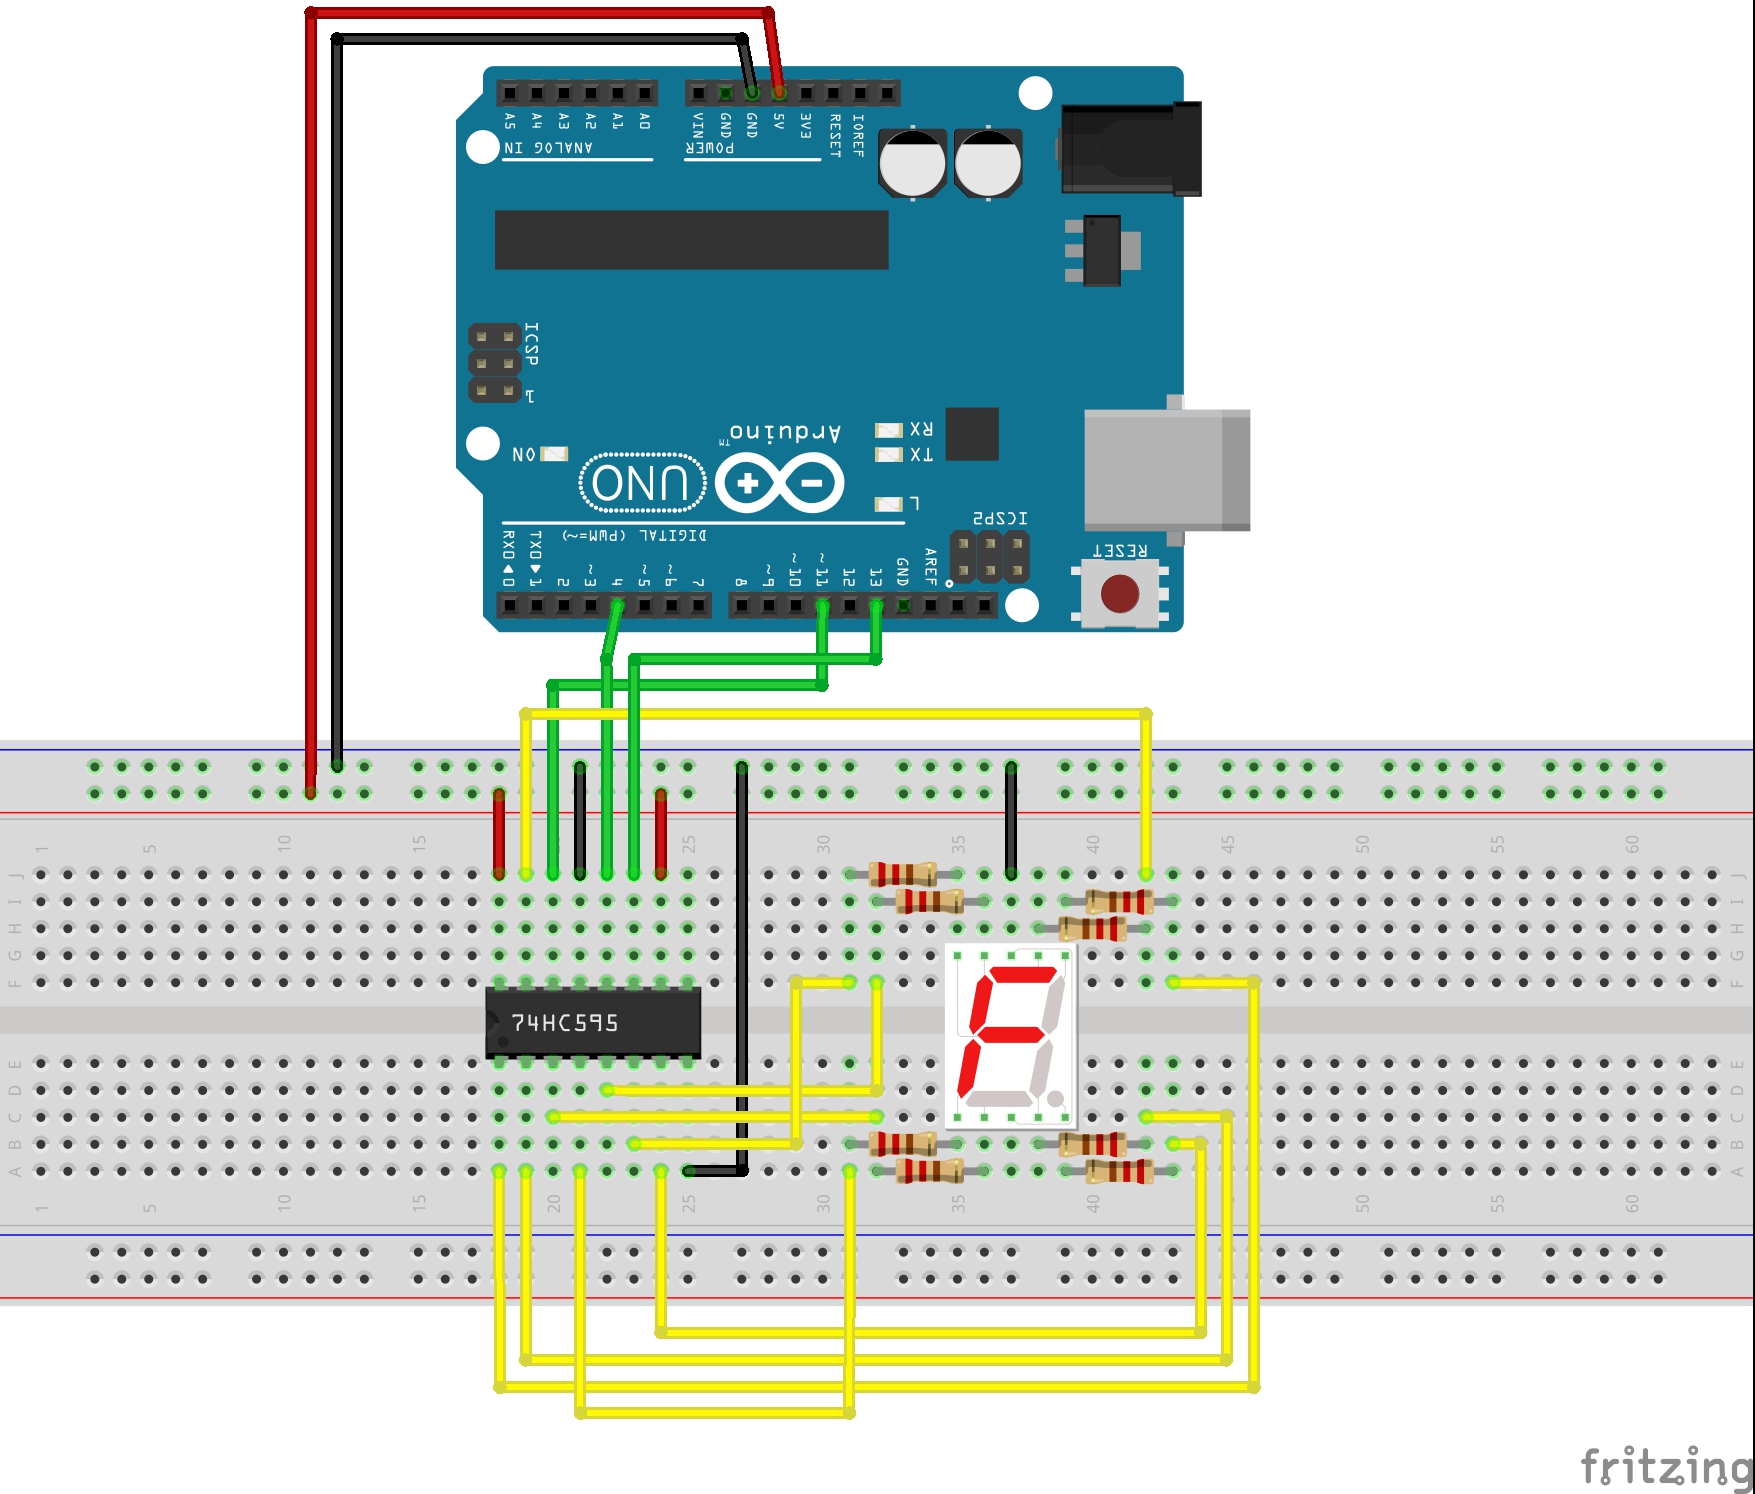 A5 A4 A3 A2 A1 A0
VIN GND GND 5V 3V3 RESET IOREF
ANALOG IN
POWER
ICSP
1
Arduino™
RX
TX
ON
UNO
L
ICSP2
DIGITAL (PWM=~)
RESET
RX0 TX0 AREF
0 1 2 ~3 4 ~5 ~6 7 8 ~9 ~10 ~11 12 13 GND
1 5 10 15 25 30 35 40 45 50 55 60
J J
I I
H H
G G
F F
74HC595
E E
D D
C C
B B
A A
1 5 10 15 20 25 30 35 40 45 50 55 60
fritzing